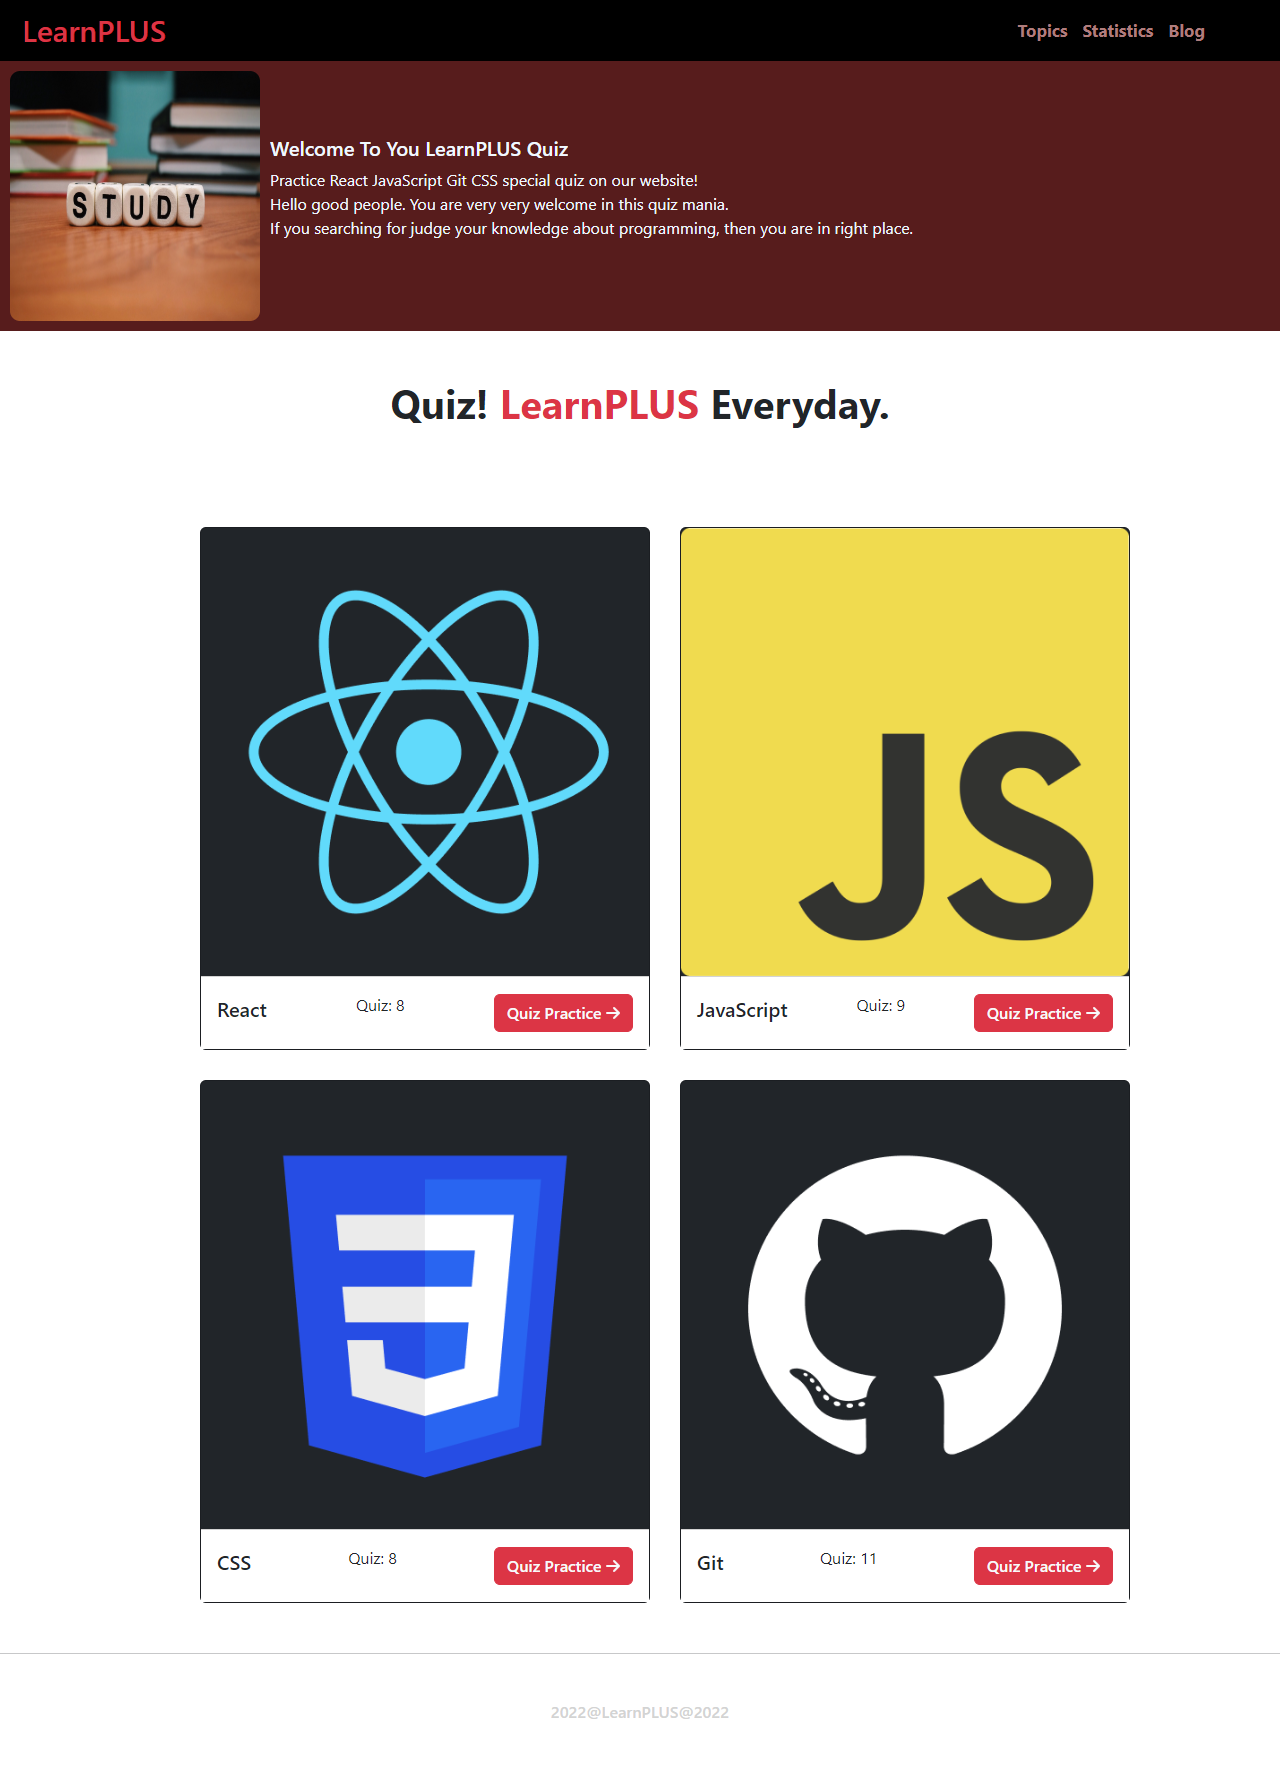 LearnPLUS
Topics Statistics Blog
STUDY
Welcome To You LearnPLUS Quiz
Practice React JavaScript Git CSS special quiz on our website!
Hello good people. You are very very welcome in this quiz mania.
If you searching for judge your knowledge about programming, then you are in right place.
Quiz! LearnPLUS Everyday.
JS
React Quiz: 8 Quiz Practice →
JavaScript Quiz: 9 Quiz Practice →
CSS Quiz: 8 Quiz Practice →
Git Quiz: 11 Quiz Practice →
2022@LearnPLUS@2022